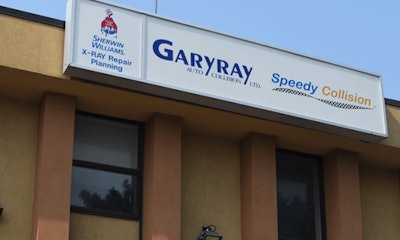 SHERWIN
WILLIAMS.
X-RAY Repair
Planning
GARYRAY
AUTO COLLISION LTD.
Speedy Collision